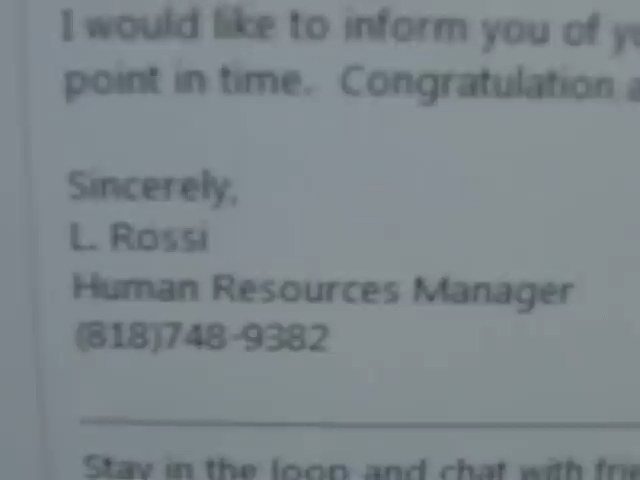 I would like to inform you of
point in time. Congratulation
Sincerely,
L. Rossi
Human Resources Manager
(818)748-9382
Stay in the loop and chat with